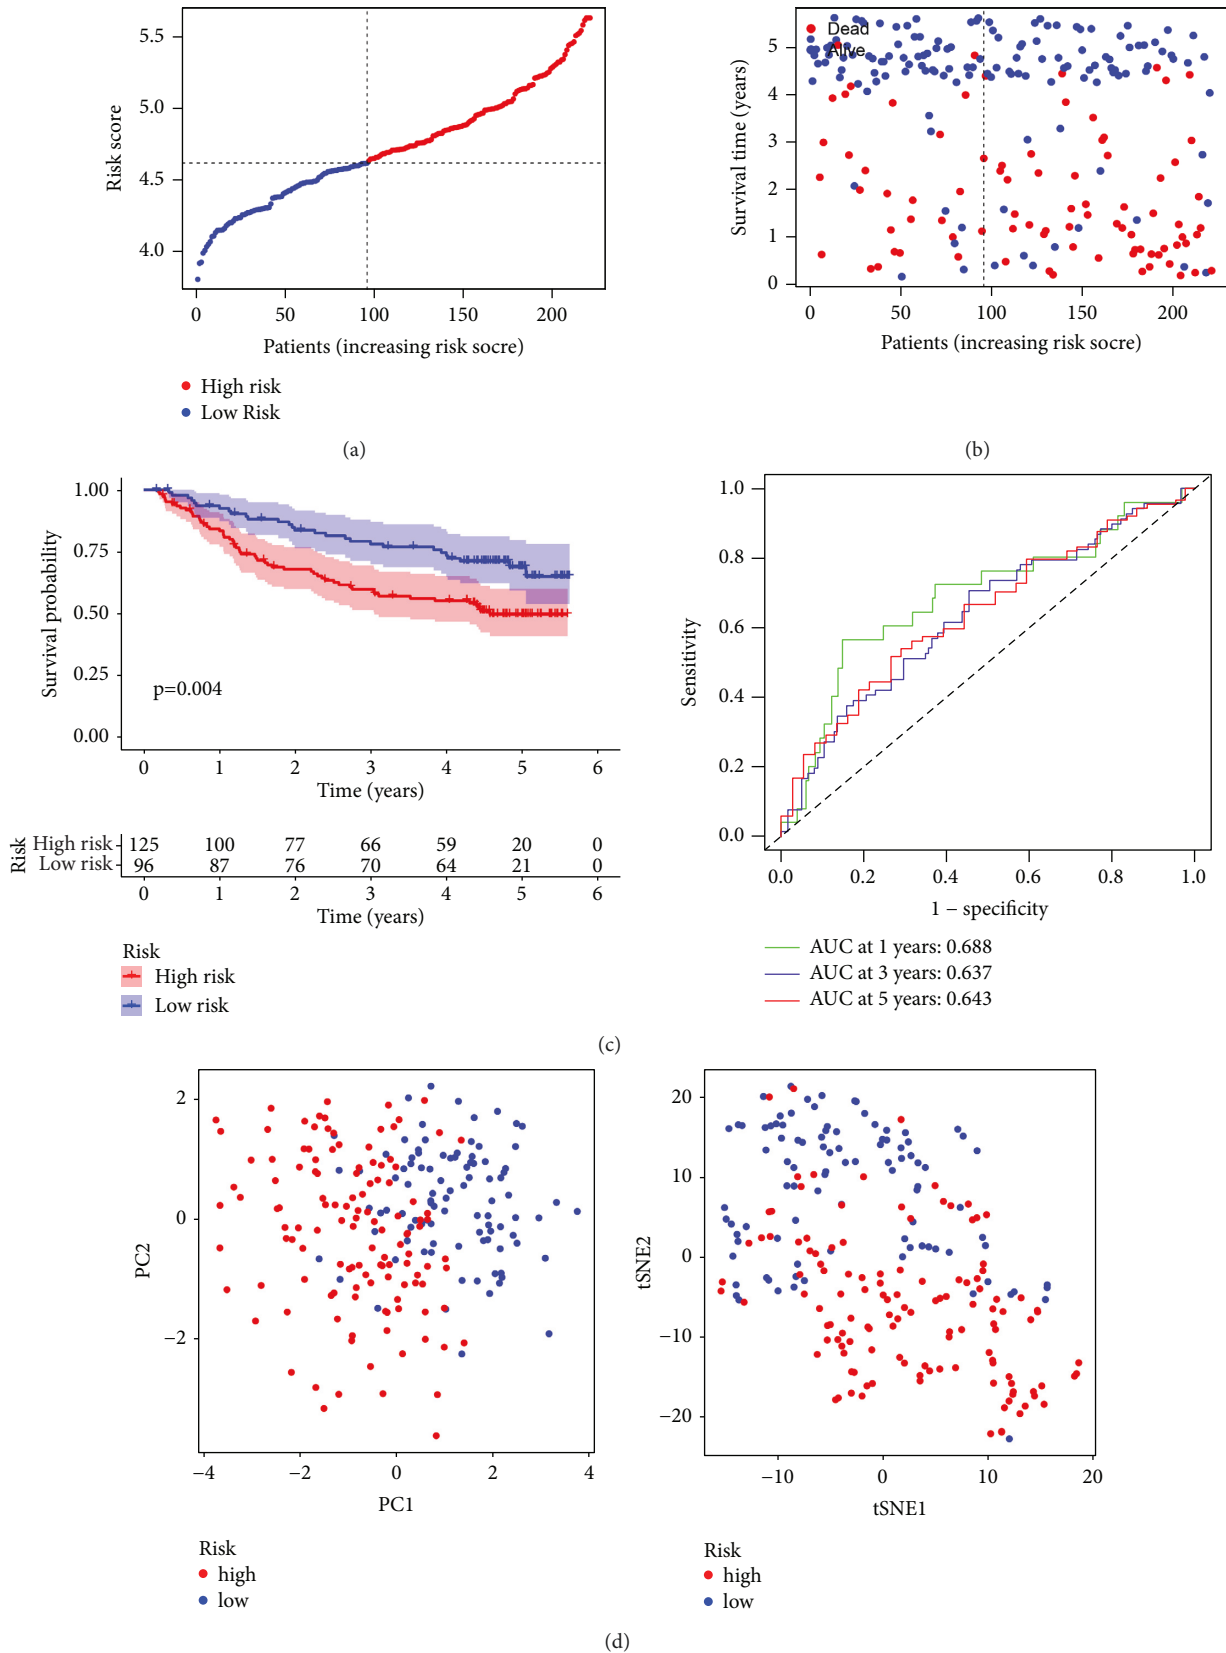 Risk score
5.5
5.0
4.5
4.0
0 50 100 150 200
Patients (increasing risk socre)
High risk
Low Risk
(a)
Survival time (years)
5
4
3
2
1
0
Dead
Alive
0 50 100 150 200
Patients (increasing risk socre)
(b)
Survival probability
1.00
0.75
0.50
0.25
0.00
p=0.004
0 1 2 3 4 5 6
Time (years)
Risk
High risk 125 100 77 66 59 20 0
Low risk 96 87 76 70 64 21 0
0 1 2 3 4 5 6
Time (years)
Risk
High risk
Low risk
Sensitivity
1.0
0.8
0.6
0.4
0.2
0.0
0.0 0.2 0.4 0.6 0.8 1.0
1 − specificity
AUC at 1 years: 0.688
AUC at 3 years: 0.637
AUC at 5 years: 0.643
(c)
PC2
2
0
−2
−4 −2 0 2 4
PC1
Risk
high
low
tSNE2
20
10
0
−10
−20
−10 0 10 20
tSNE1
Risk
high
low
(d)